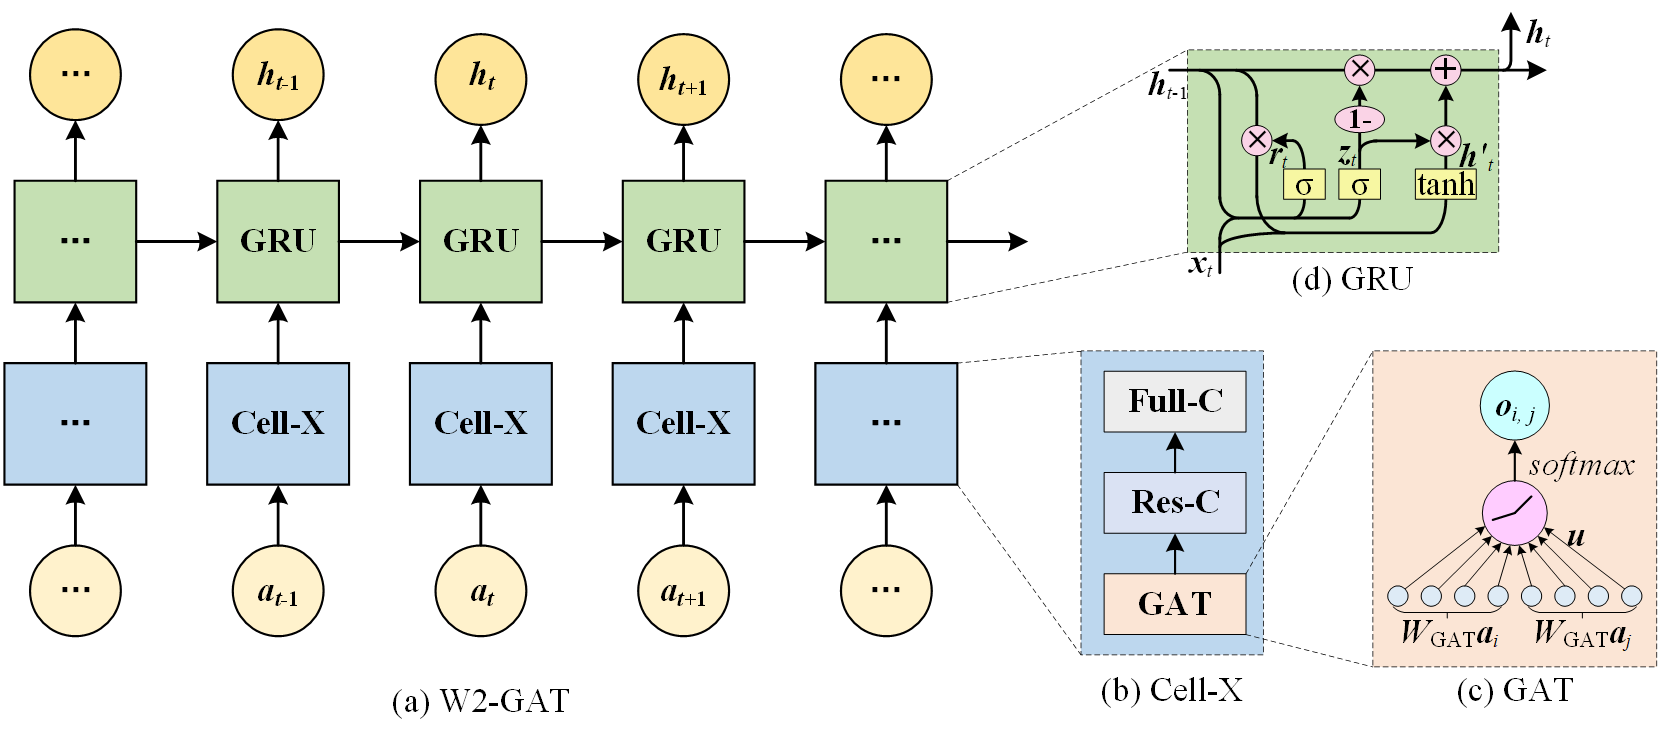 ... h_{t-1} h_t h_{t+1} ...
... GRU GRU GRU ...
... Cell-X Cell-X Cell-X ...
... a_{t-1} a_t a_{t+1} ...
(a) W2-GAT
h_t
h_{t-1}
× +
1-
× ×
r_t z_t h'_t
σ σ tanh
x_t
(d) GRU
Full-C
Res-C
GAT
(b) Cell-X
o_{i, j}
softmax
u
W_{GAT}a_i W_{GAT}a_j
(c) GAT